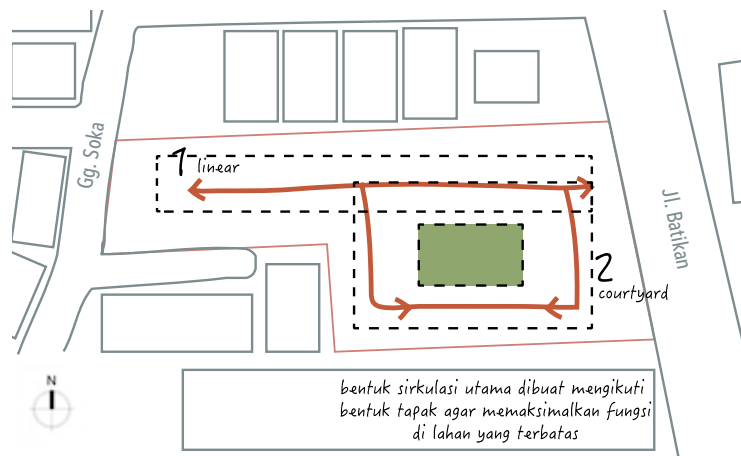 1 linear
Gg. Soka
Jl. Batikan
2
courtyard
N
bentuk sirkulasi utama dibuat mengikuti
bentuk tapak agar memaksimalkan fungsi
di lahan yang terbatas